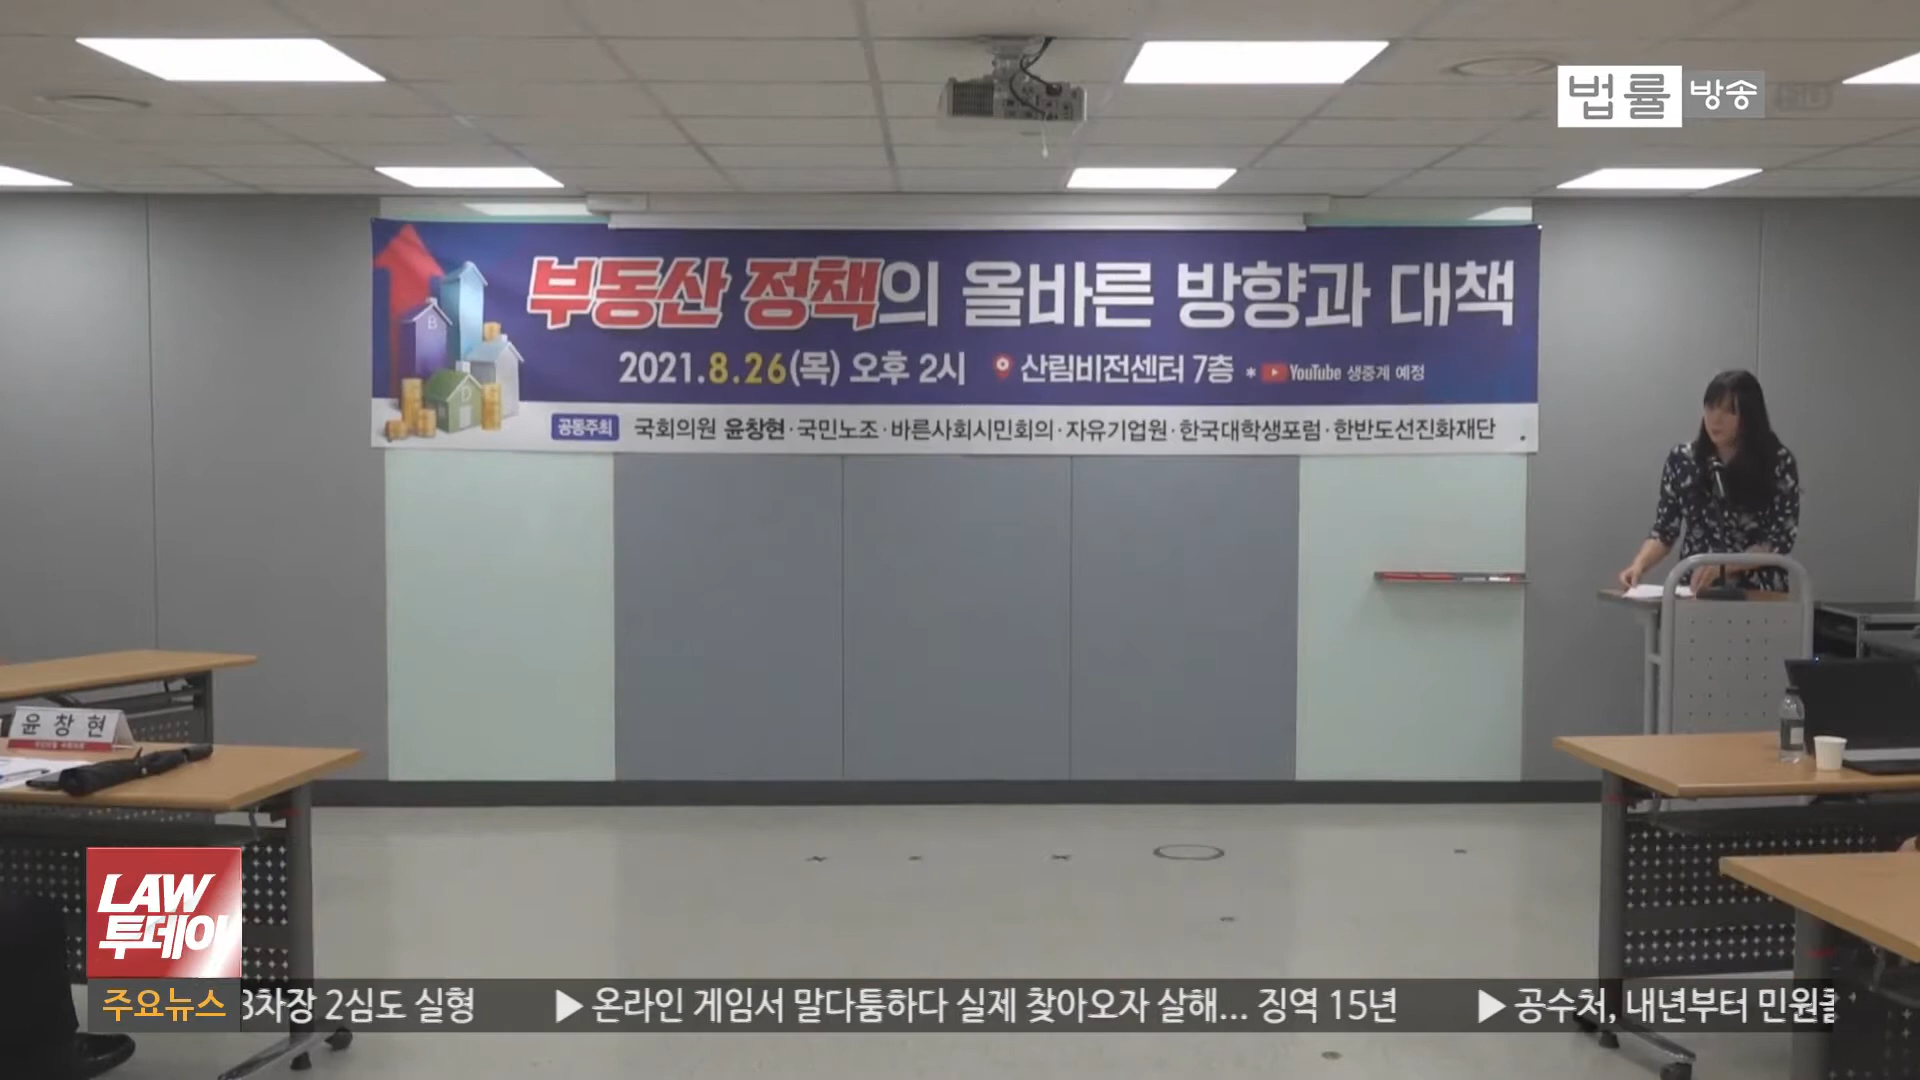 법률 방송
부동산 정책의 올바른 방향과 대책
2021.8.26(목) 오후 2시 산림비전센터 7층 * YouTube 생중계 예정
공동주최 국회의원 윤창현·국민노조·바른사회시민회의·자유기업원·한국대학생포럼·한반도선진화재단
B
D
윤창현
LAW
투데이
주요뉴스 3차장 2심도 실형 ▶온라인 게임서 말다툼하다 실제 찾아오자 살해... 징역 15년 ▶공수처, 내년부터 민원